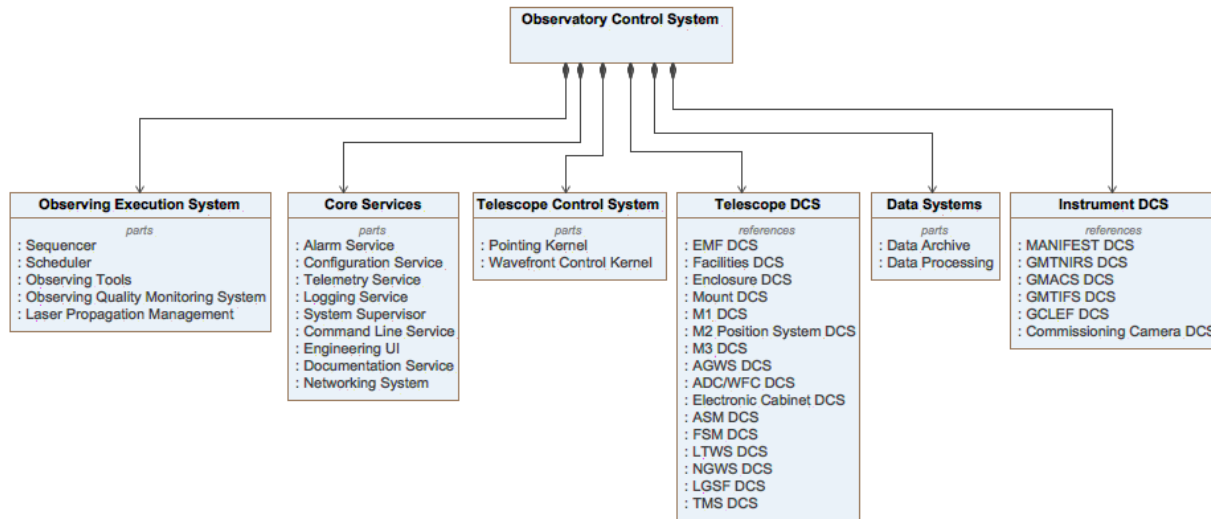 Observatory Control System
Observing Execution System
parts
: Sequencer
: Scheduler
: Observing Tools
: Observing Quality Monitoring System
: Laser Propagation Management
Core Services
parts
: Alarm Service
: Configuration Service
: Telemetry Service
: Logging Service
: System Supervisor
: Command Line Service
: Engineering UI
: Documentation Service
: Networking System
Telescope Control System
parts
: Pointing Kernel
: Wavefront Control Kernel
Telescope DCS
references
: EMF DCS
: Facilities DCS
: Enclosure DCS
: Mount DCS
: M1 DCS
: M2 Position System DCS
: M3 DCS
: AGWS DCS
: ADC/WFC DCS
: Electronic Cabinet DCS
: ASM DCS
: FSM DCS
: LTWS DCS
: NGWS DCS
: LGSF DCS
: TMS DCS
Data Systems
parts
: Data Archive
: Data Processing
Instrument DCS
references
: MANIFEST DCS
: GMTNIRS DCS
: GMACS DCS
: GMTIFS DCS
: GCLEF DCS
: Commissioning Camera DCS